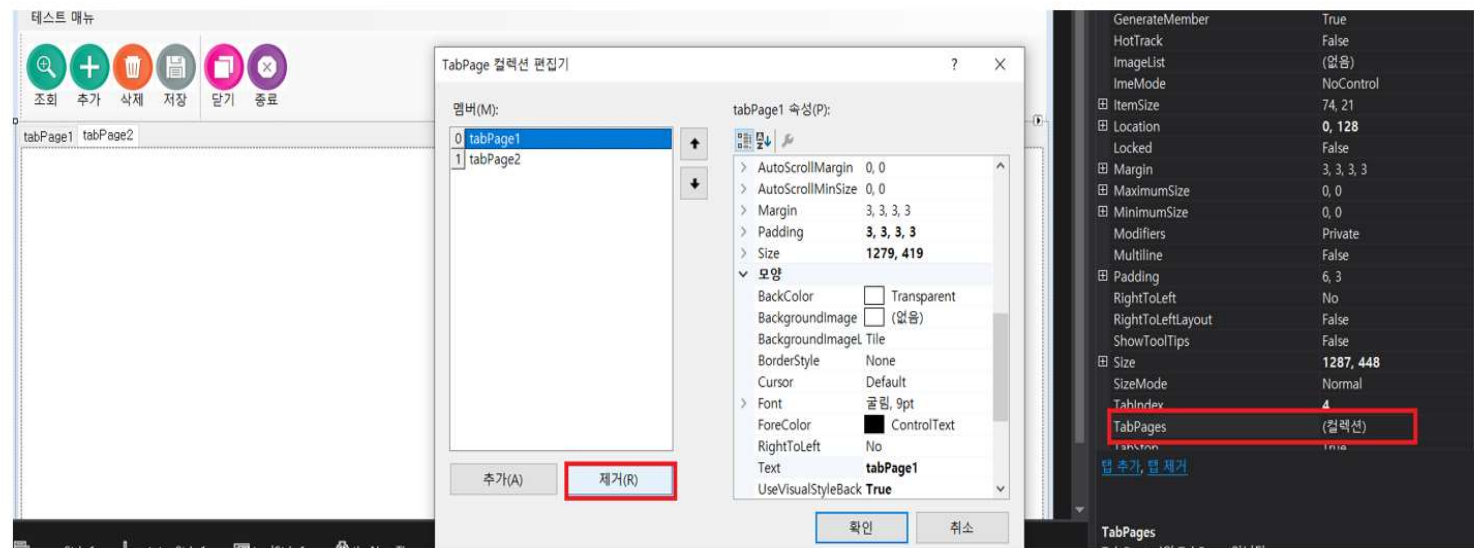 테스트 매뉴
조회 추가 삭제 저장 닫기 종료
tabPage1 tabPage2
TabPage 컬렉션 편집기 ? ×
멤버(M):
0 tabPage1
1 tabPage2
추가(A) 제거(R)
tabPage1 속성(P):
AutoScrollMargin 0, 0
AutoScrollMinSize 0, 0
Margin 3, 3, 3, 3
Padding 3, 3, 3, 3
Size 1279, 419
모양
BackColor Transparent
BackgroundImage (없음)
BackgroundImageL Tile
BorderStyle None
Cursor Default
Font 굴림, 9pt
ForeColor ControlText
RightToLeft No
Text tabPage1
UseVisualStyleBack True
확인 취소
GenerateMember True
HotTrack False
ImageList (없음)
ImeMode NoControl
ItemSize 74, 21
Location 0, 128
Locked False
Margin 3, 3, 3, 3
MaximumSize 0, 0
MinimumSize 0, 0
Modifiers Private
Multiline False
Padding 6, 3
RightToLeft No
RightToLeftLayout False
ShowToolTips False
Size 1287, 448
SizeMode Normal
TabIndex 4
TabPages (컬렉션)
TabStop True
탭 추가, 탭 제거
TabPages